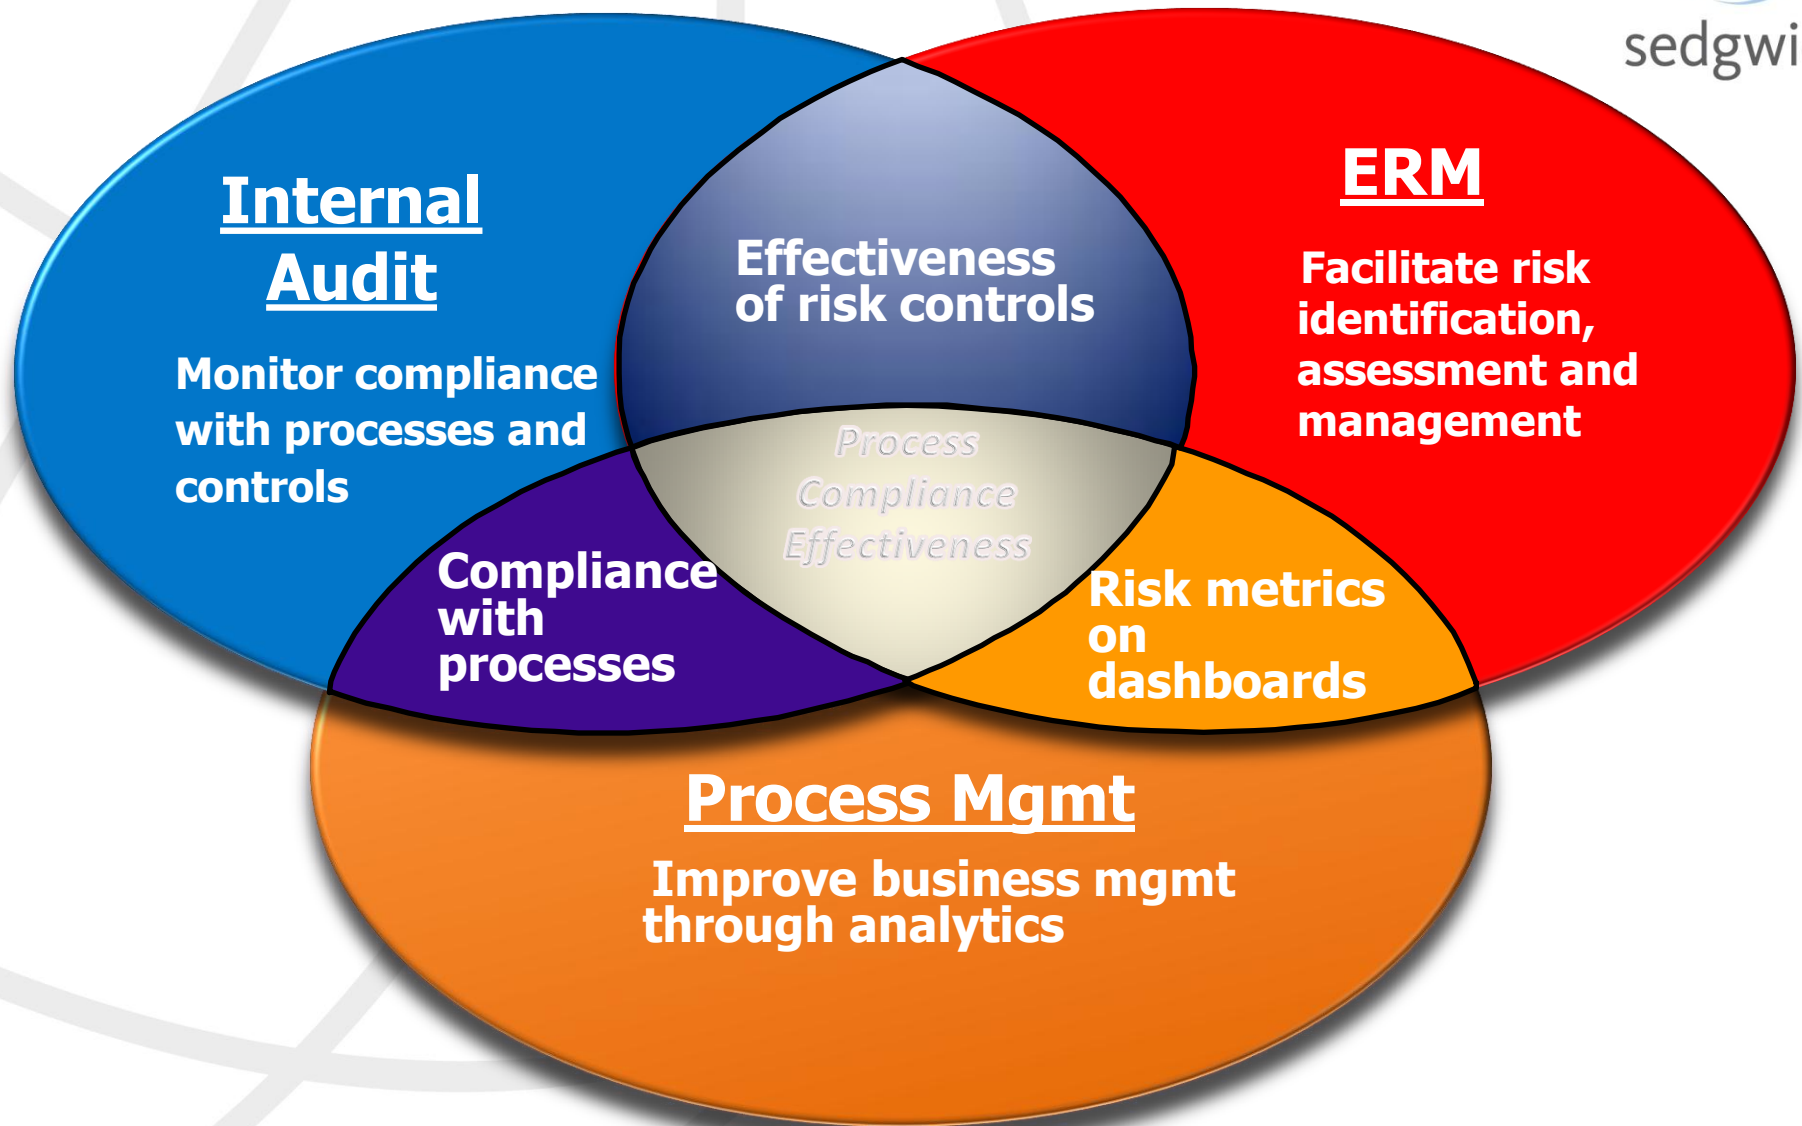 sedgwi
Internal
Audit
Monitor compliance
with processes and
controls
Effectiveness
of risk controls
ERM
Facilitate risk
identification,
assessment and
management
Process
Compliance
Effectiveness
Compliance
with
processes
Risk metrics
on
dashboards
Process Mgmt
Improve business mgmt
through analytics